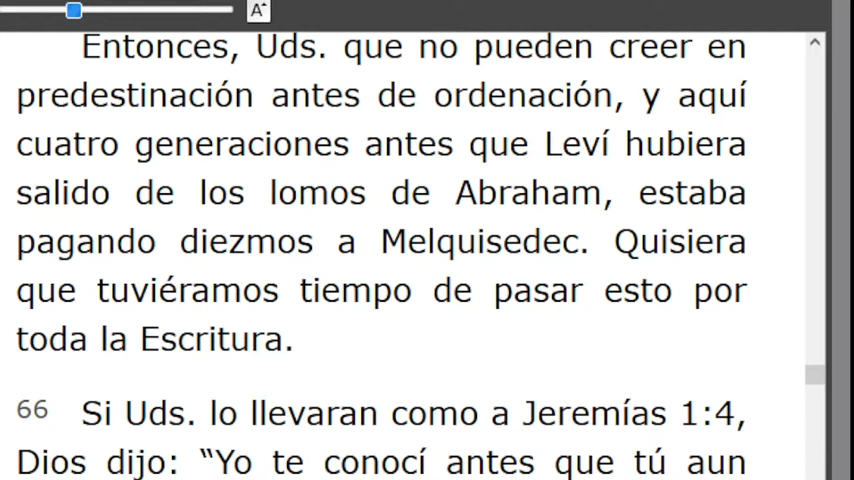 A
Entonces, Uds. que no pueden creer en
predestinación antes de ordenación, y aquí
cuatro generaciones antes que Leví hubiera
salido de los lomos de Abraham, estaba
pagando diezmos a Melquisedec. Quisiera
que tuviéramos tiempo de pasar esto por
toda la Escritura.
66 Si Uds. lo llevaran como a Jeremías 1:4,
Dios dijo: “Yo te conocí antes que tú aun